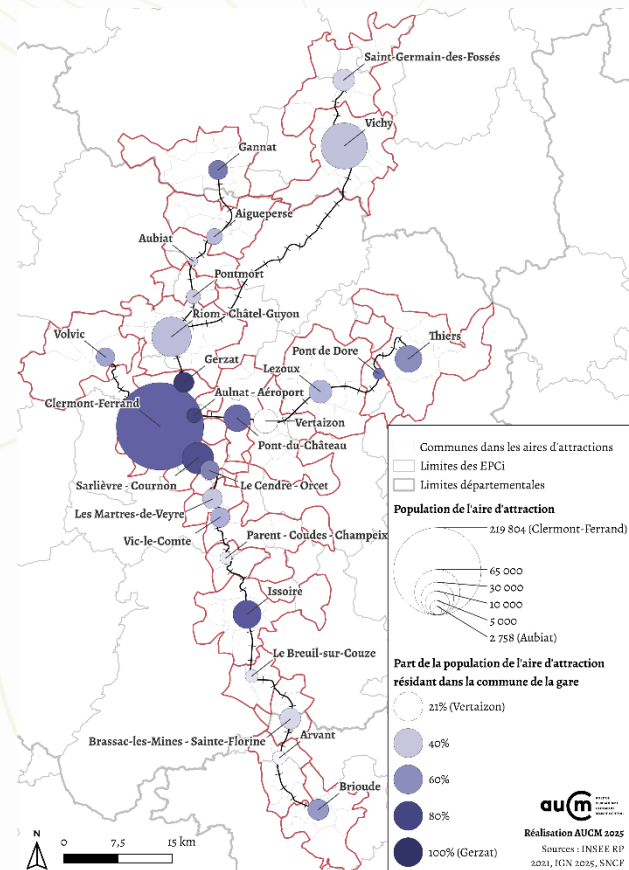 Saint-Germain-des-Fossés
Vichy
Gannat
Aigueperse
Aubiat
Pontmort
Riom - Châtel-Guyon
Volvic
Thiers
Pont de Dore
Gerzat
Lezoux
Aulnat - Aéroport
Clermont-Ferrand
Vertaizon
Pont-du-Château
Sarliève - Cournon
Le Cendre - Orcet
Les Martres-de-Veyre
Vic-le-Comte
Parent - Coudes - Champeix
Issoire
Le Breuil-sur-Couze
Brassac-les-Mines - Sainte-Florine
Arvant
Brioude
N
0 7,5 15 km
Communes dans les aires d'attractions
Limites des EPCi
Limites départementales
Population de l'aire d'attraction
219 804 (Clermont-Ferrand)
65 000
30 000
10 000
5 000
2 758 (Aubiat)
Part de la population de l'aire d'attraction
résidant dans la commune de la gare
21% (Vertaizon)
40%
60%
80%
100% (Gerzat)
aucm
Réalisation AUCM 2025
Sources : INSEE RP
2021, IGN 2025, SNCF